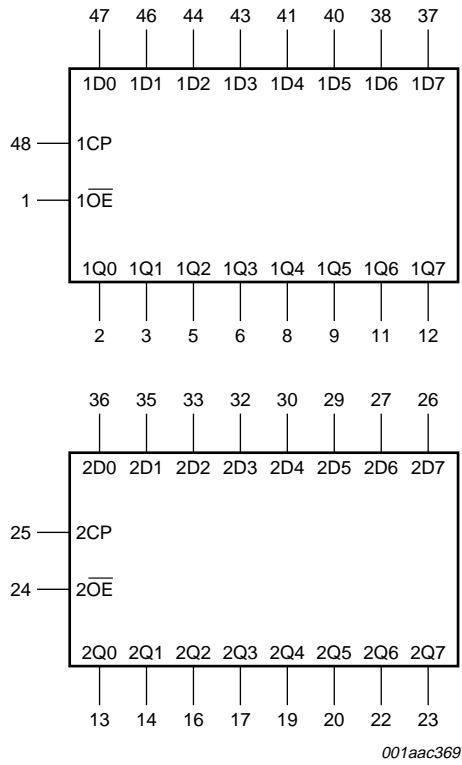 47 46 44 43 41 40 38 37
1D0 1D1 1D2 1D3 1D4 1D5 1D6 1D7
48 1CP
1 1O̅E̅
1Q0 1Q1 1Q2 1Q3 1Q4 1Q5 1Q6 1Q7
2 3 5 6 8 9 11 12
36 35 33 32 30 29 27 26
2D0 2D1 2D2 2D3 2D4 2D5 2D6 2D7
25 2CP
24 2O̅E̅
2Q0 2Q1 2Q2 2Q3 2Q4 2Q5 2Q6 2Q7
13 14 16 17 19 20 22 23
001aac369